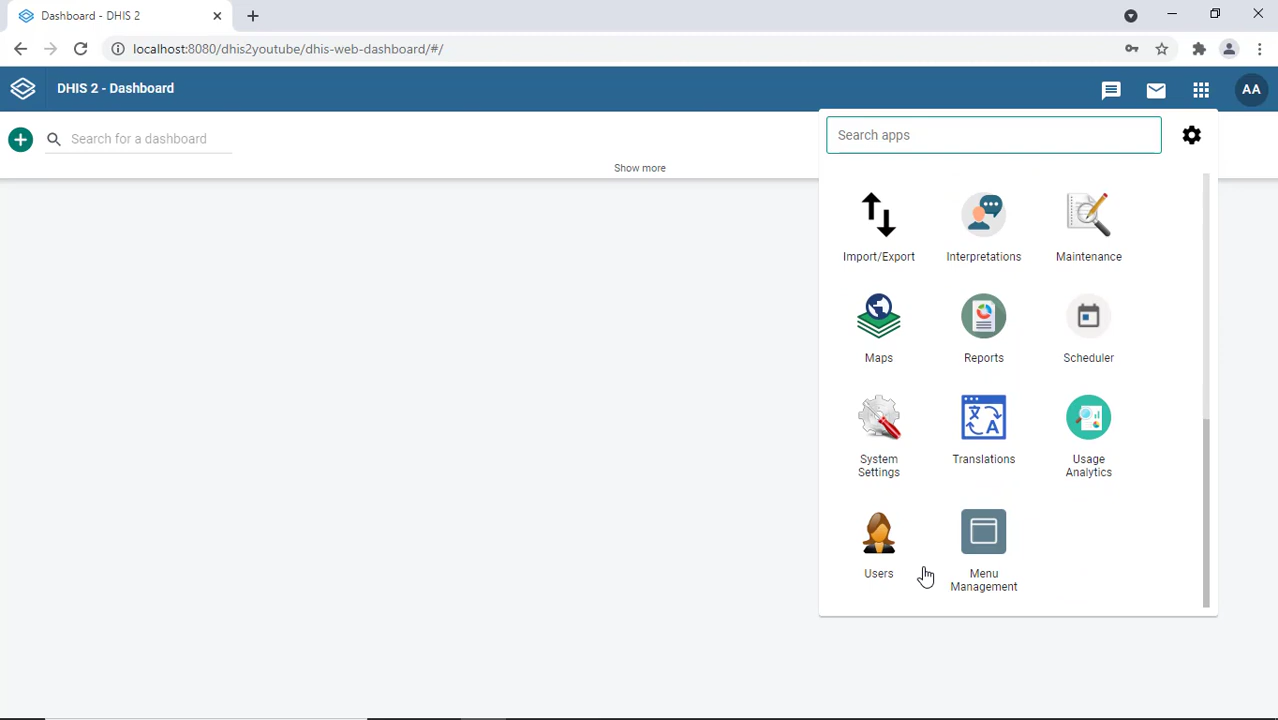 Dashboard - DHIS 2
localhost:8080/dhis2youtube/dhis-web-dashboard/#/
DHIS 2 - Dashboard
AA
Search for a dashboard
Show more
Search apps
Import/Export
Interpretations
Maintenance
Maps
Reports
Scheduler
System
Settings
Translations
Usage
Analytics
Users
Menu
Management